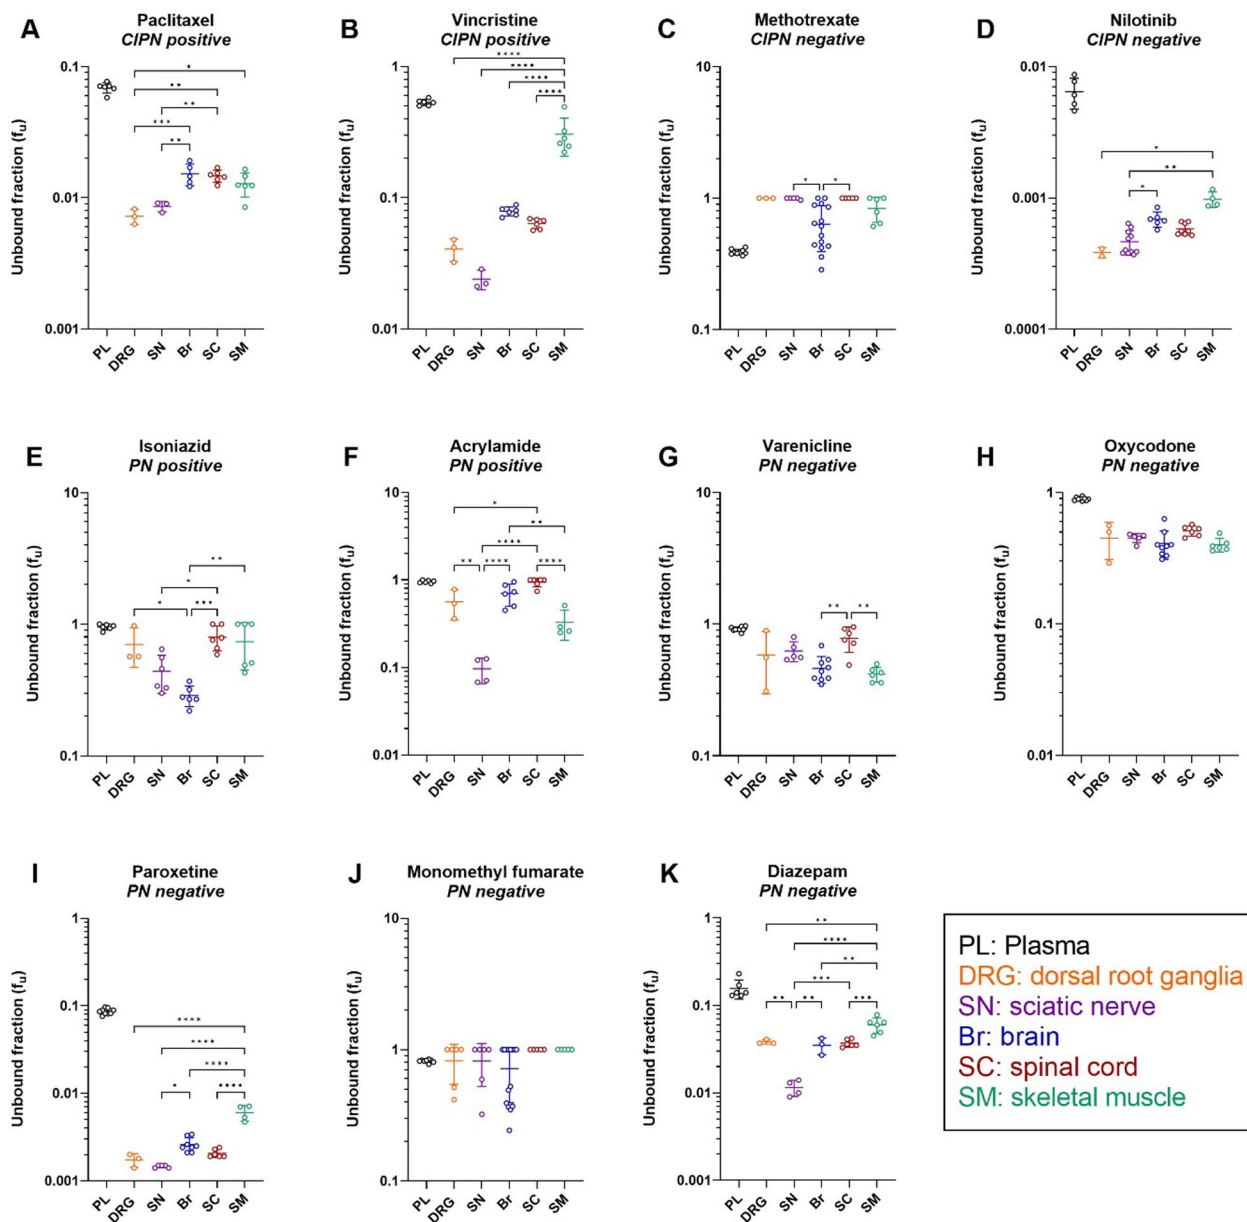 A
Paclitaxel
CIPN positive
Unbound fraction (fu)
0.1
0.01
0.001
*
**
**
***
**
PL
DRG
SN
Br
SC
SM
B
Vincristine
CIPN positive
Unbound fraction (fu)
1
0.1
0.01
****
****
****
****
PL
DRG
SN
Br
SC
SM
C
Methotrexate
CIPN negative
Unbound fraction (fu)
10
1
0.1
*
*
PL
DRG
SN
Br
SC
SM
D
Nilotinib
CIPN negative
Unbound fraction (fu)
0.01
0.001
0.0001
*
**
*
PL
DRG
SN
Br
SC
SM
E
Isoniazid
PN positive
Unbound fraction (fu)
10
1
0.1
**
*
*
***
PL
DRG
SN
Br
SC
SM
F
Acrylamide
PN positive
Unbound fraction (fu)
10
1
0.1
0.01
*
**
****
**
****
****
PL
DRG
SN
Br
SC
SM
G
Varenicline
PN negative
Unbound fraction (fu)
10
1
0.1
**
**
PL
DRG
SN
Br
SC
SM
H
Oxycodone
PN negative
Unbound fraction (fu)
1
0.1
0.01
PL
DRG
SN
Br
SC
SM
I
Paroxetine
PN negative
Unbound fraction (fu)
1
0.1
0.01
0.001
****
****
****
*
****
PL
DRG
SN
Br
SC
SM
J
Monomethyl fumarate
PN negative
Unbound fraction (fu)
10
1
0.1
PL
DRG
SN
Br
SC
SM
K
Diazepam
PN negative
Unbound fraction (fu)
1
0.1
0.01
0.001
**
****
**
***
**
**
***
PL
DRG
SN
Br
SC
SM
PL: Plasma
DRG: dorsal root ganglia
SN: sciatic nerve
Br: brain
SC: spinal cord
SM: skeletal muscle